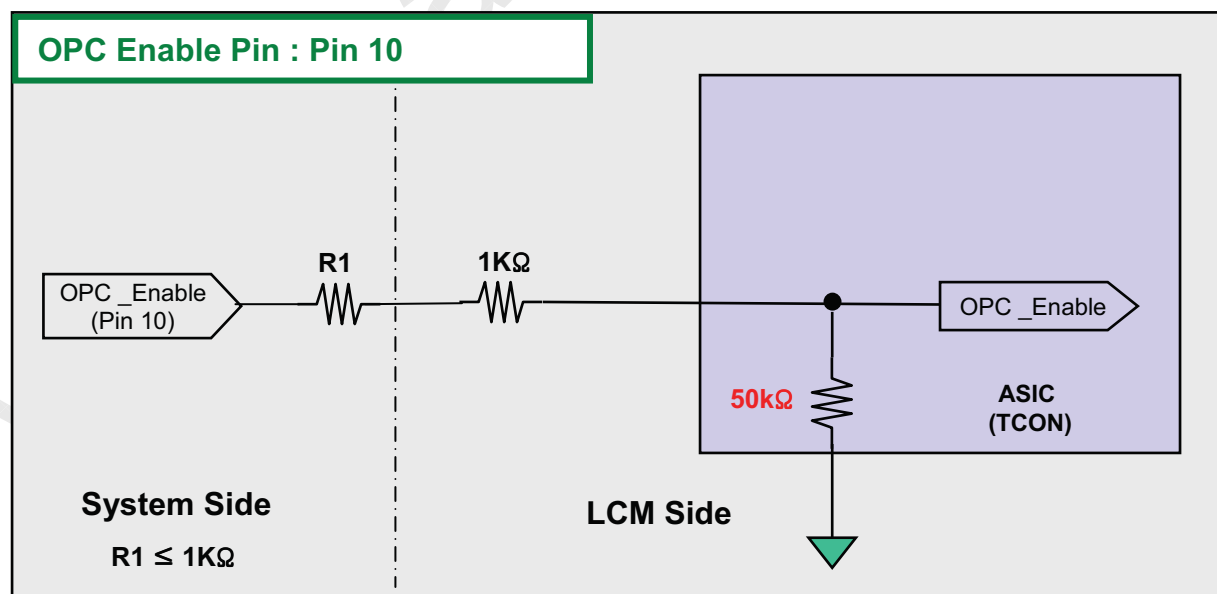 OPC Enable Pin : Pin 10
R1
1KΩ
OPC _Enable
(Pin 10)
OPC _Enable
50kΩ
ASIC
(TCON)
System Side
LCM Side
R1 ≤ 1KΩ